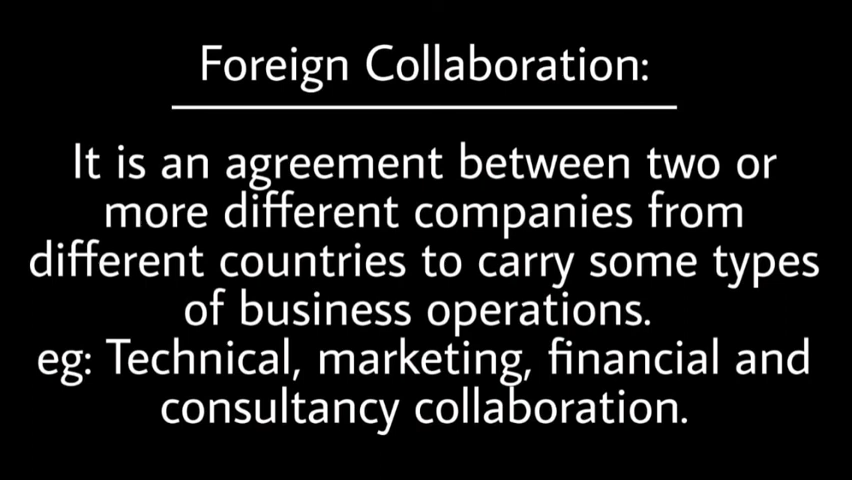 Foreign Collaboration:
It is an agreement between two or
more different companies from
different countries to carry some types
of business operations.
eg: Technical, marketing, financial and
consultancy collaboration.